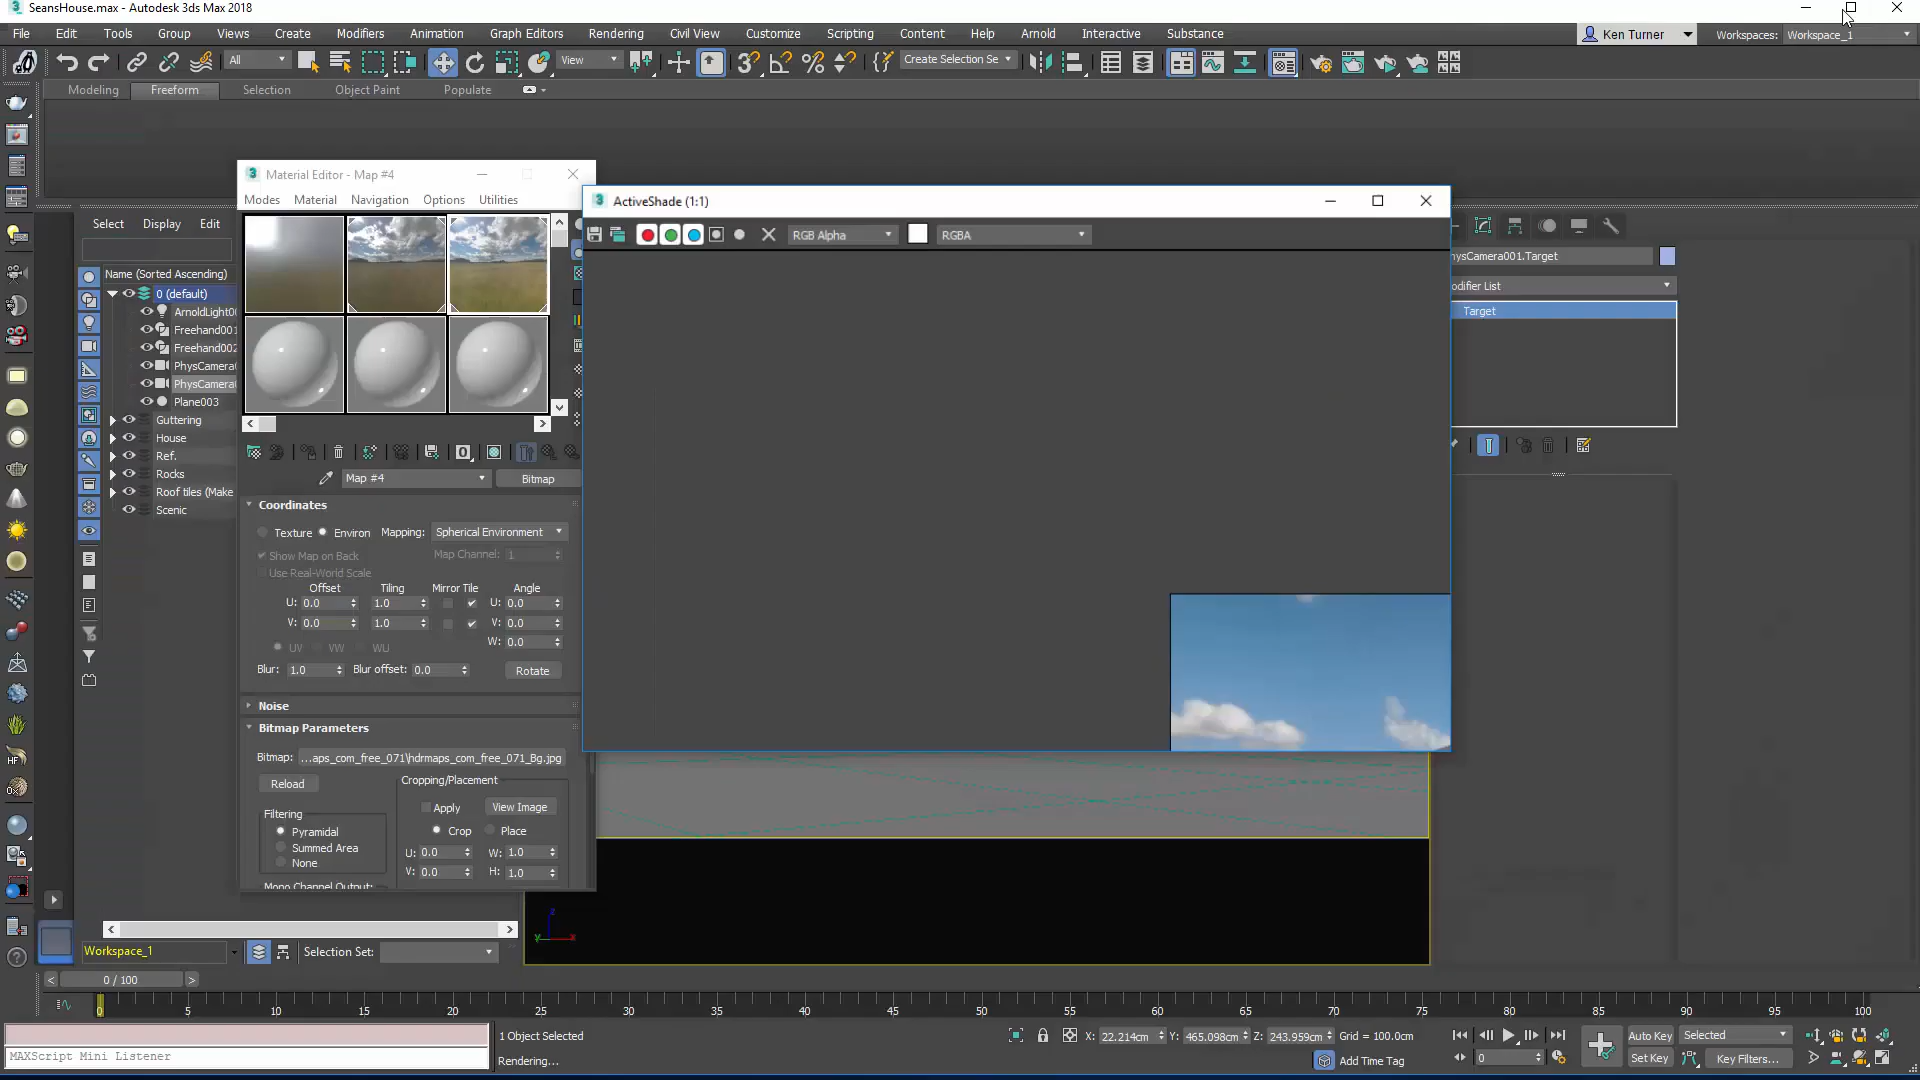 SeansHouse.max - Autodesk 3ds Max 2018
File Edit Tools Group Views Create Modifiers Animation Graph Editors Rendering Civil View Customize Scripting Content Help Arnold Interactive Substance
Ken Turner Workspaces: Workspace_1
All View Create Selection Se
Modeling Freeform Selection Object Paint Populate
Material Editor - Map #4
Modes Material Navigation Options Utilities
ActiveShade (1:1)
RGB Alpha RGBA
Select Display Edit
Name (Sorted Ascending)
0 (default)
ArnoldLight00
Freehand001
Freehand002
PhysCamera0
PhysCamera0
Plane003
Guttering
House
Ref.
Rocks
Roof tiles (Make
Scenic
Map #4 Bitmap
Coordinates
Texture Environ Mapping: Spherical Environment
Show Map on Back Map Channel: 1
Use Real-World Scale
Offset Tiling Mirror Tile Angle
U: 0.0 1.0 U: 0.0
V: 0.0 1.0 V: 0.0
W: 0.0
UV VW WU
Blur: 1.0 Blur offset: 0.0 Rotate
Noise
Bitmap Parameters
Bitmap: ...aps_com_free_071\hdrmaps_com_free_071_Bg.jpg
Reload
Cropping/Placement
Apply View Image
Crop Place
U: 0.0 W: 1.0
V: 0.0 H: 1.0
Filtering
Pyramidal
Summed Area
None
Mono Channel Output:
hysCamera001.Target
odifier List
Target
z
y
x
Workspace_1 Selection Set:
0 / 100
0 5 10 15 20 25 30 35 40 45 50 55 60 65 70 75 80 85 90 95 100
1 Object Selected
Rendering...
MAXScript Mini Listener
X: 22.214cm Y: 465.098cm Z: 243.959cm Grid = 100.0cm
Add Time Tag
0
Auto Key Selected
Set Key Key Filters...